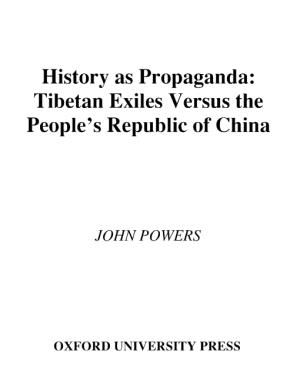 History as Propaganda:
Tibetan Exiles Versus the
People's Republic of China
JOHN POWERS
OXFORD UNIVERSITY PRESS